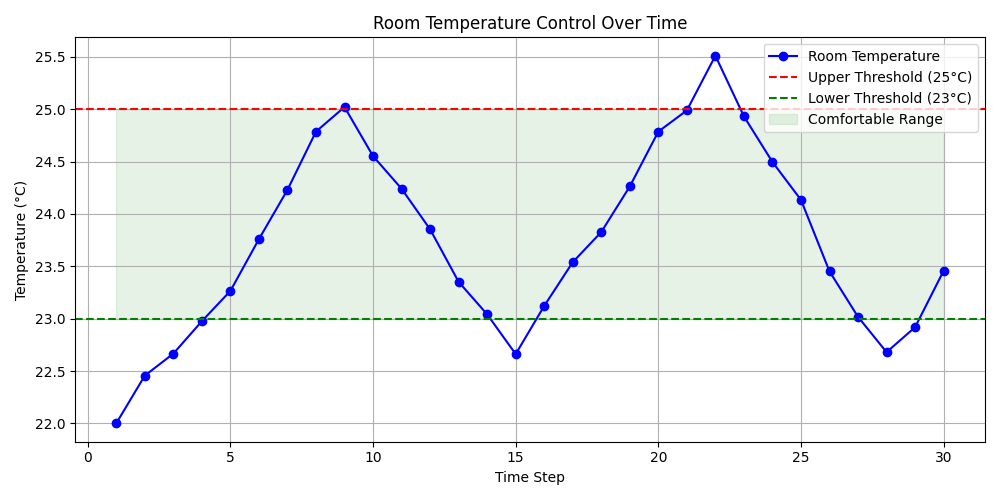 Room Temperature Control Over Time
Room Temperature
Upper Threshold (25°C)
Lower Threshold (23°C)
Comfortable Range
Temperature (°C)
25.5
25.0
24.5
24.0
23.5
23.0
22.5
22.0
0 5 10 15 20 25 30
Time Step